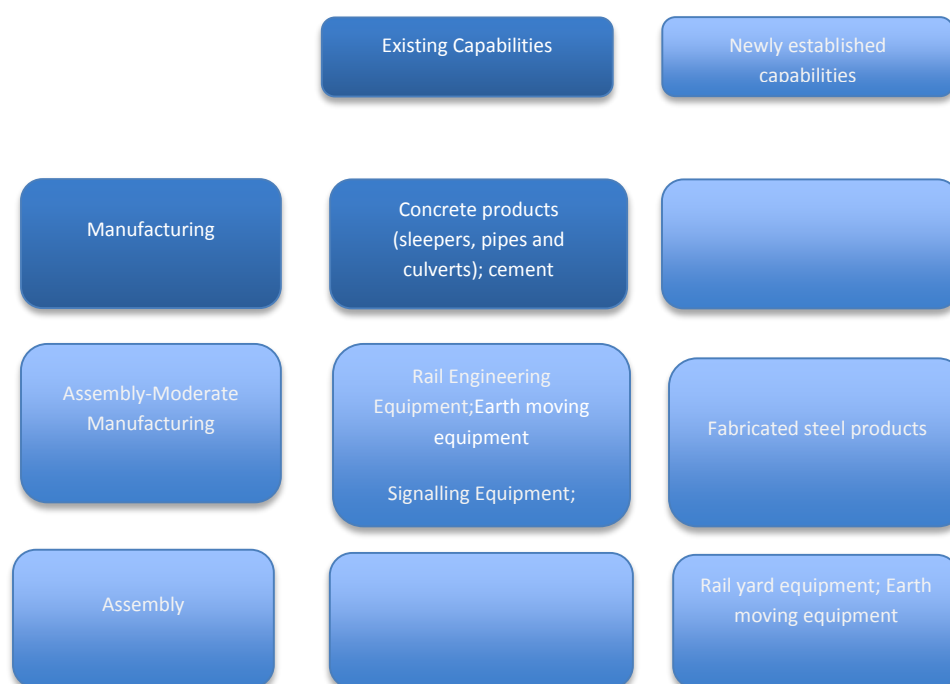 Existing Capabilities
Newly established
capabilities
Manufacturing
Concrete products
(sleepers, pipes and
culverts); cement
Assembly-Moderate
Manufacturing
Rail Engineering
Equipment;Earth moving
equipment
Signalling Equipment;
Fabricated steel products
Assembly
Rail yard equipment; Earth
moving equipment